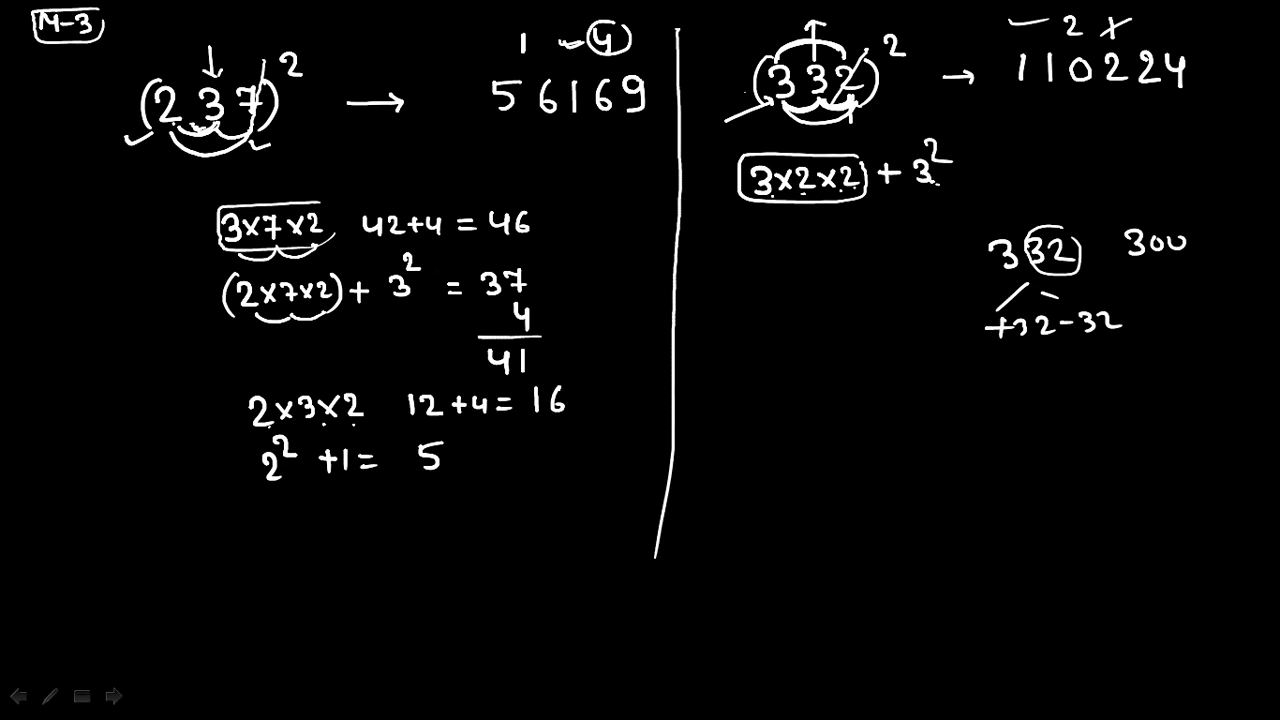 M-3
1 4
(237)² → 56169
3×7×2 42+4 = 46
(2×7×2) + 3² = 37
4
41
2×3×2 12+4 = 16
2² +1 = 5
2
(332)² → 110224
3×2×2 + 3²
332 300
+32 -32